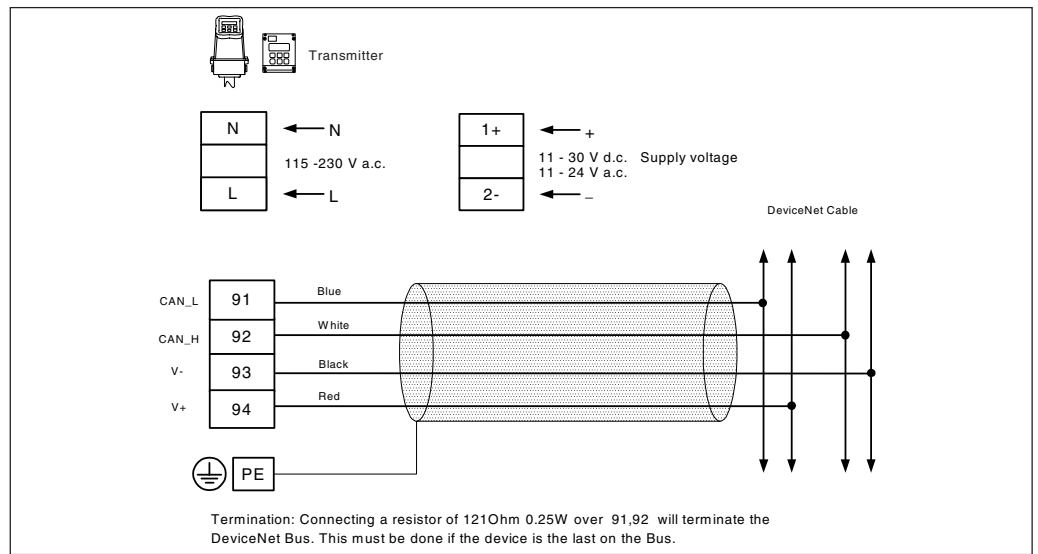 Transmitter
N
N
115 -230 V a.c.
L
L
1+
+
11 - 30 V d.c. Supply voltage
11 - 24 V a.c.
2-
–
DeviceNet Cable
CAN_L 91 Blue
CAN_H 92 White
V- 93 Black
V+ 94 Red
PE
Termination: Connecting a resistor of 121Ohm 0.25W over 91,92 will terminate the
DeviceNet Bus. This must be done if the device is the last on the Bus.